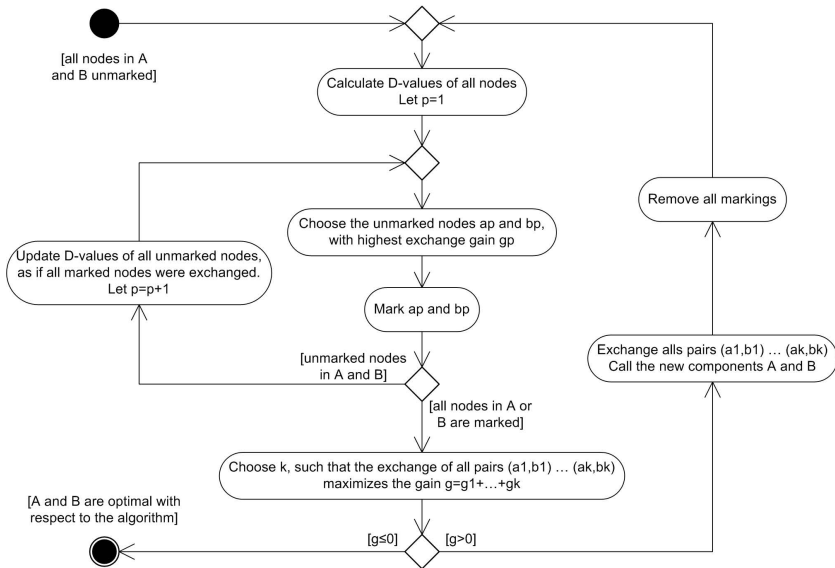 [all nodes in A
and B unmarked]
Calculate D-values of all nodes
Let p=1
Choose the unmarked nodes ap and bp,
with highest exchange gain gp
Remove all markings
Update D-values of all unmarked nodes,
as if all marked nodes were exchanged.
Let p=p+1
Mark ap and bp
[unmarked nodes
in A and B]
Exchange alls pairs (a1,b1) … (ak,bk)
Call the new components A and B
[all nodes in A or
B are marked]
Choose k, such that the exchange of all pairs (a1,b1) … (ak,bk)
maximizes the gain g=g1+…+gk
[A and B are optimal with
respect to the algorithm]
[g≤0]
[g>0]